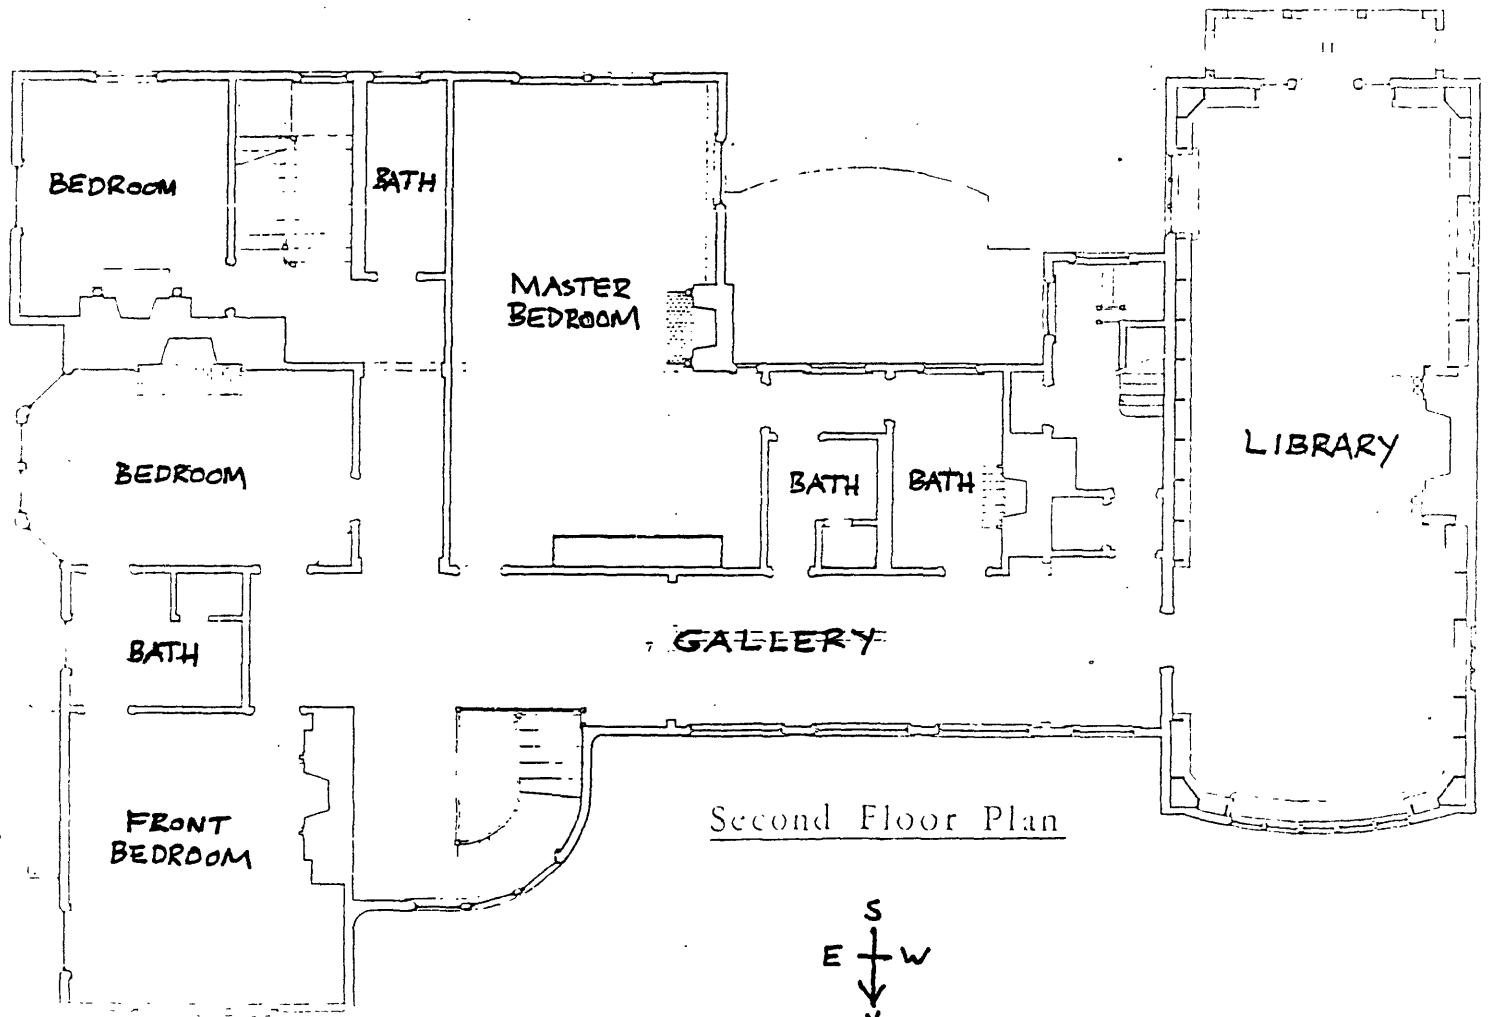 BEDROOM
BATH
MASTER
BEDROOM
BEDROOM
LIBRARY
BATH
BATH
BATH
GALLERY
FRONT
BEDROOM
Second Floor Plan
S
E
W